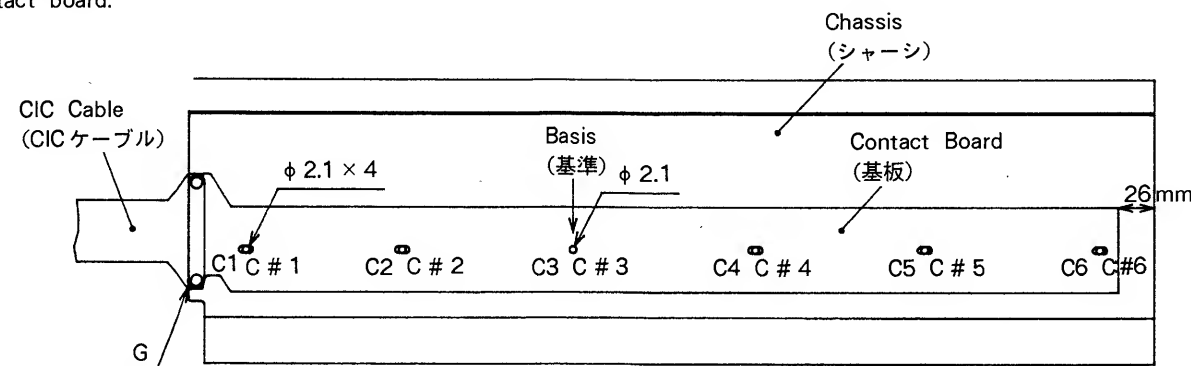 tact board.
Chassis
(シャーシ)
CIC Cable
(CICケーブル)
Basis
(基準)
φ 2.1 × 4
φ 2.1
Contact Board
(基板)
26mm
C1 C # 1
C2 C # 2
C3 C # 3
C4 C # 4
C5 C # 5
C6 C #6
G